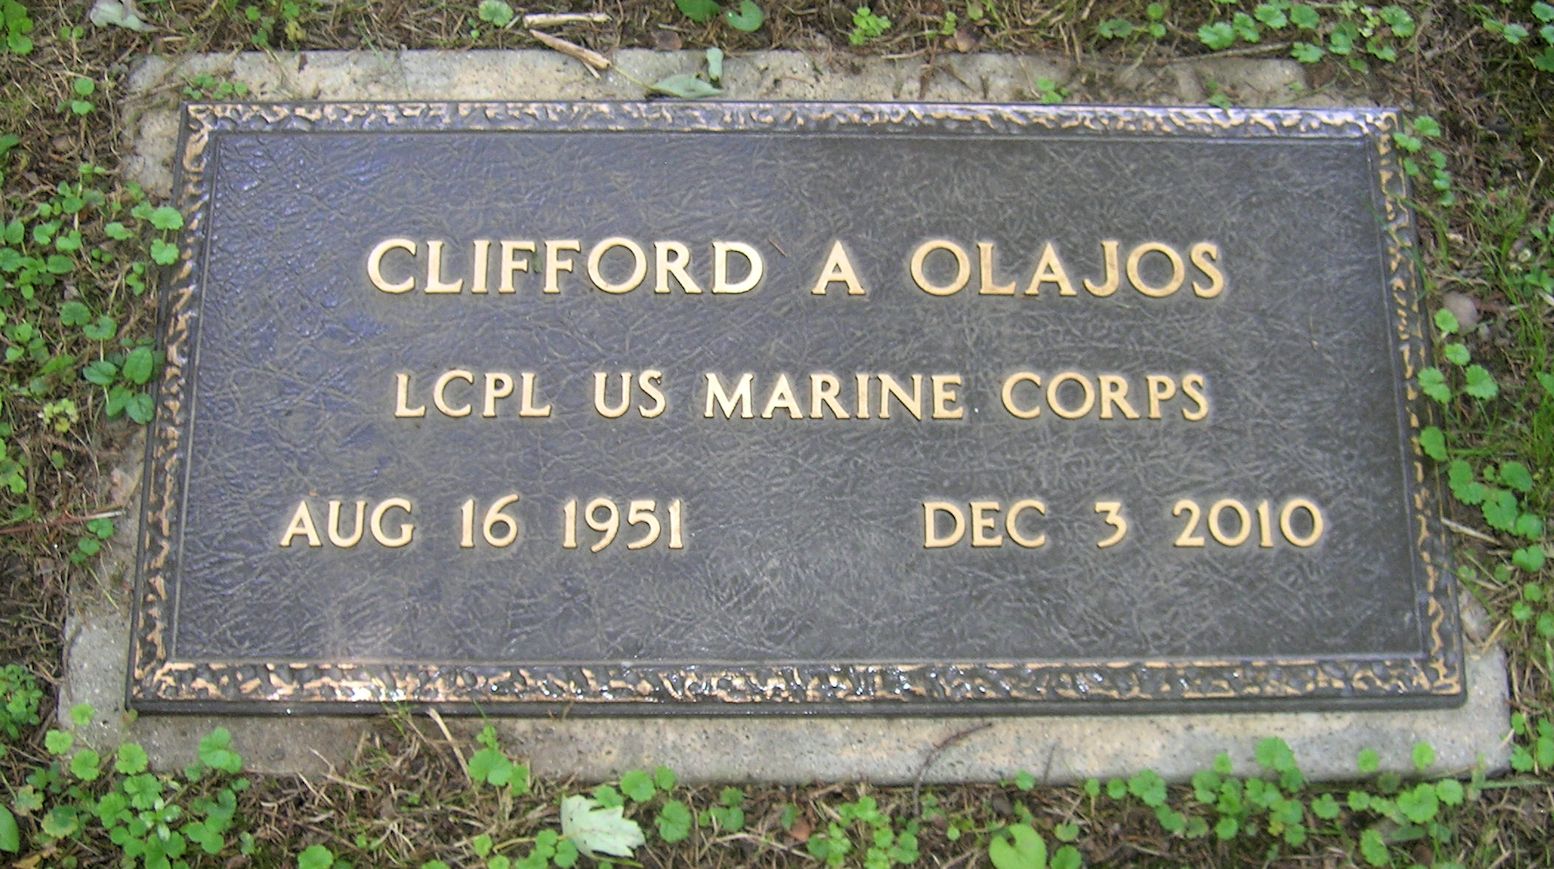 CLIFFORD A OLAJOS
LCPL US MARINE CORPS
AUG 16 1951 DEC 3 2010